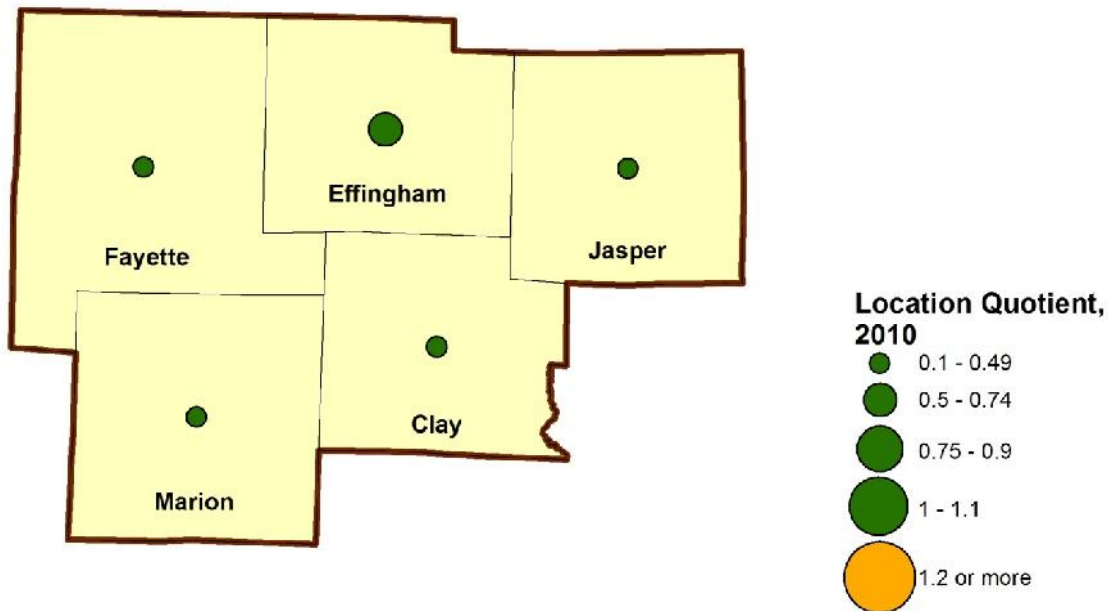 Effingham
Jasper
Fayette
Clay
Marion
Location Quotient,
2010
0.1 - 0.49
0.5 - 0.74
0.75 - 0.9
1 - 1.1
1.2 or more